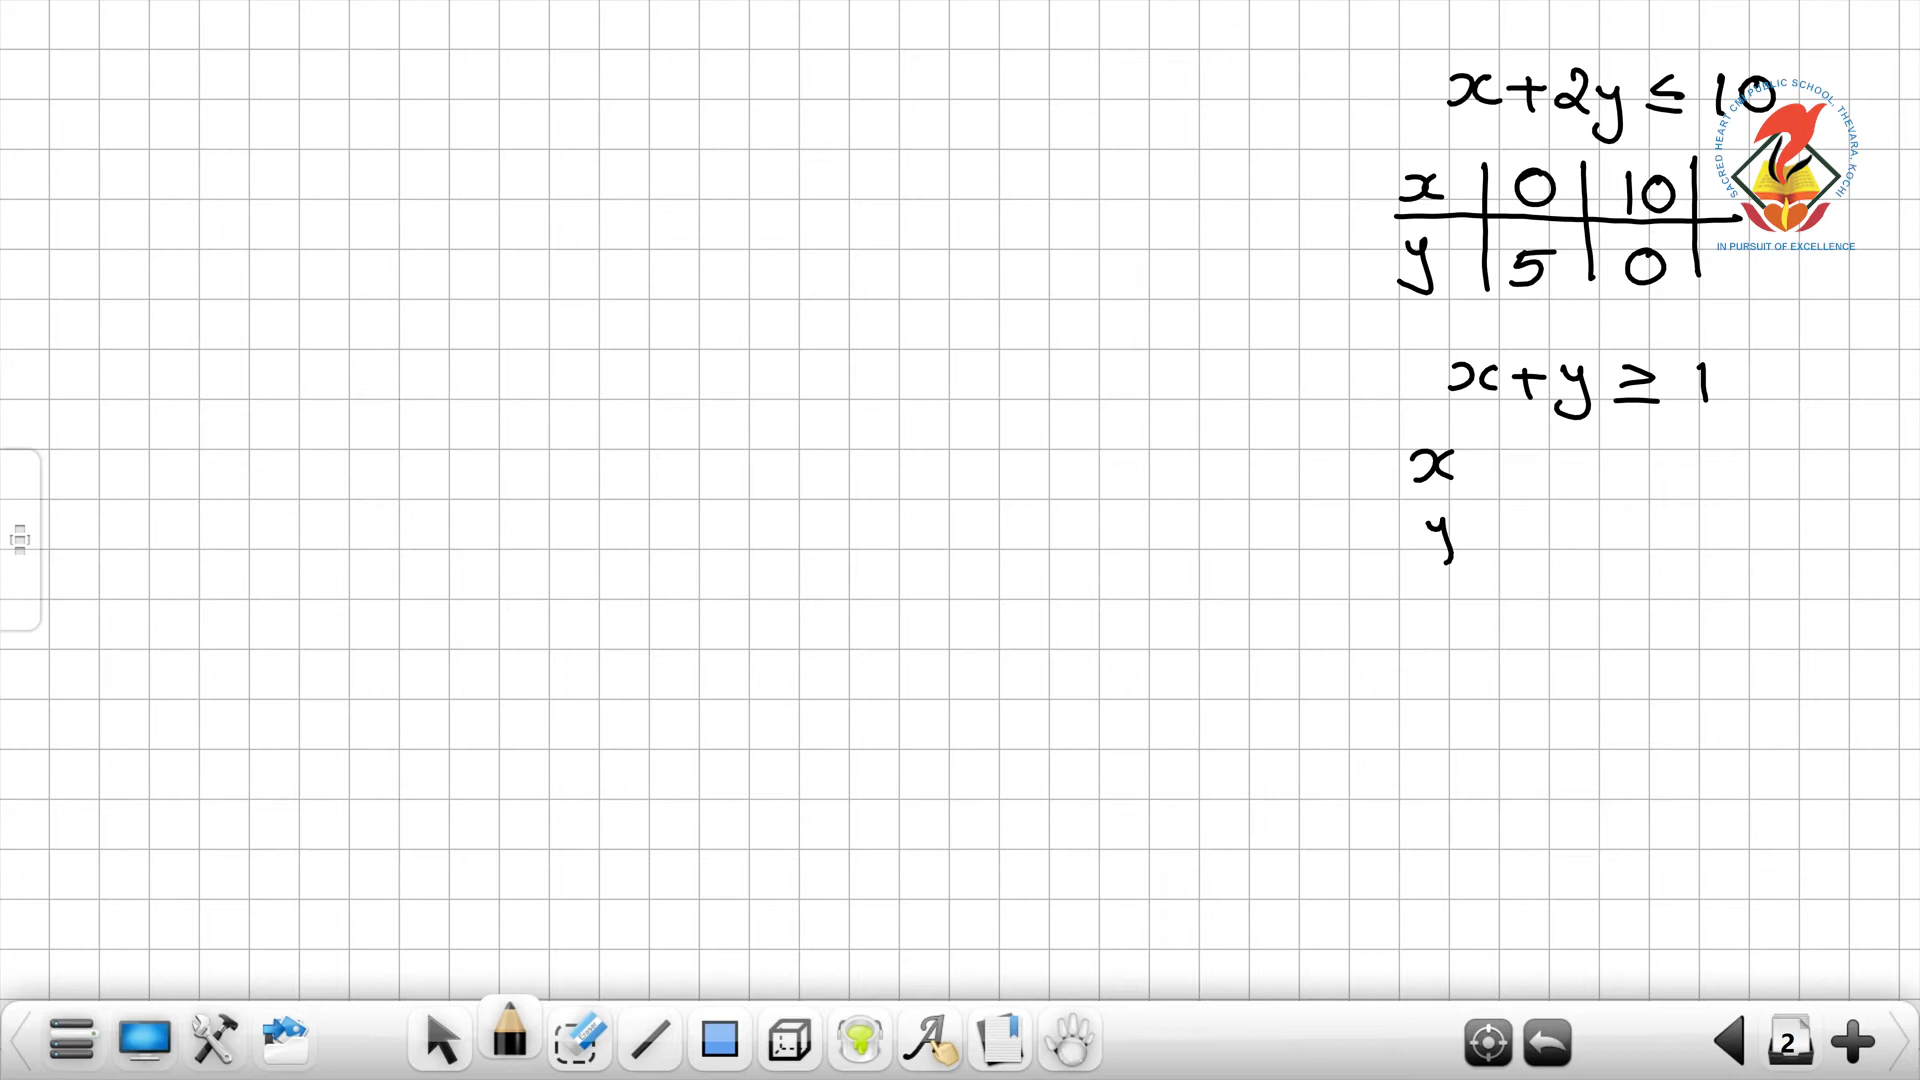 x+2y ≤ 10
SACRED HEART CMI PUBLIC SCHOOL, THEVARA, KOCHI
x | 0 | 10 |
y | 5 | 0 |
IN PURSUIT OF EXCELLENCE
x+y ≥ 1
x
y
Eraser
A
2